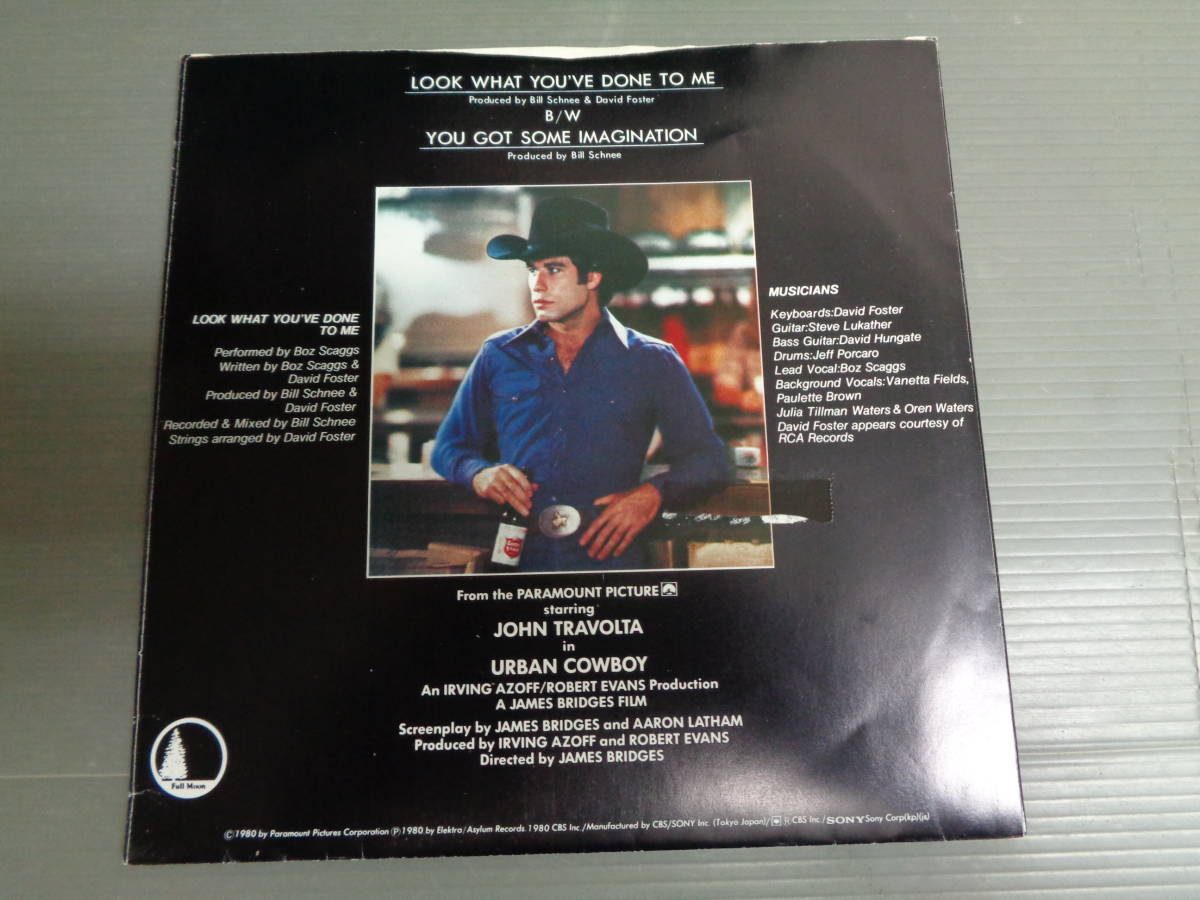 LOOK WHAT YOU'VE DONE TO ME
Produced by Bill Schnee & David Foster
B/W
YOU GOT SOME IMAGINATION
Produced by Bill Schnee
LOOK WHAT YOU'VE DONE
TO ME
Performed by Boz Scaggs
Written by Boz Scaggs &
David Foster
Produced by Bill Schnee &
David Foster
Recorded & Mixed by Bill Schnee
Strings arranged by David Foster
MUSICIANS
Keyboards:David Foster
Guitar:Steve Lukather
Bass Guitar:David Hungate
Drums:Jeff Porcaro
Lead Vocal:Boz Scaggs
Background Vocals:Vanetta Fields,
Paulette Brown
Julia Tillman Waters & Oren Waters
David Foster appears courtesy of
RCA Records
From the PARAMOUNT PICTURE
starring
JOHN TRAVOLTA
in
URBAN COWBOY
An IRVING AZOFF/ROBERT EVANS Production
A JAMES BRIDGES FILM
Screenplay by JAMES BRIDGES and AARON LATHAM
Produced by IRVING AZOFF and ROBERT EVANS
Directed by JAMES BRIDGES
Full Moon
©1980 by Paramount Pictures Corporation ℗1980 by Elektra/Asylum Records. 1980 CBS Inc./Manufactured by CBS/SONY Inc. (Tokyo Japan)/ R CBS Inc./SONY Sony Corp(kp)(ja)